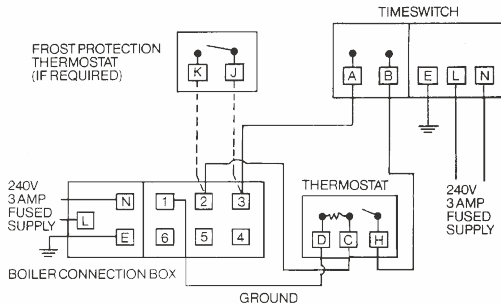 TIMESWITCH
FROST PROTECTION
THERMOSTAT
(IF REQUIRED)
K J
A B E L N
240V
3 AMP
FUSED
SUPPLY
N 1 2 3
L
E 6 5 4
THERMOSTAT
D C H
240V
3 AMP
FUSED
SUPPLY
BOILER CONNECTION BOX
GROUND